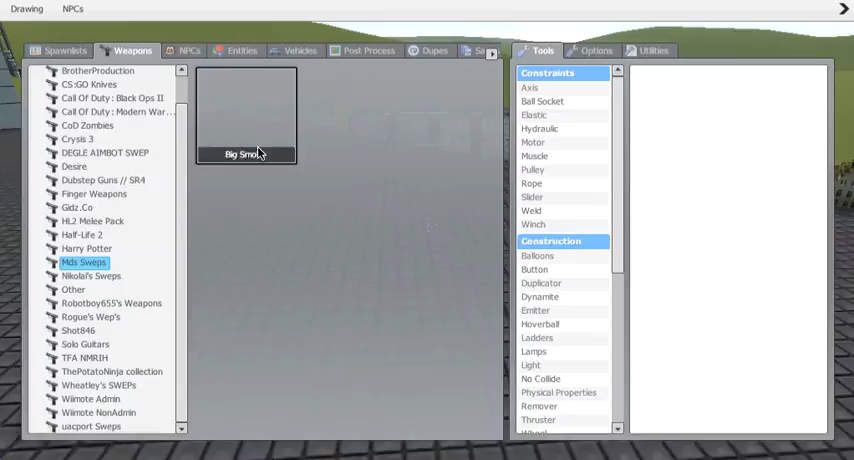 Drawing NPCs
Spawnlists Weapons NPCs Entities Vehicles Post Process Dupes Sa
Tools Options Utilities
BrotherProduction
CS:GO Knives
Call Of Duty : Black Ops II
Call Of Duty : Modern War...
CoD Zombies
Crysis 3
DEGLE AIMBOT SWEP
Desire
Dubstep Guns // SR4
Finger Weapons
Gidz.Co
HL2 Melee Pack
Half-Life 2
Harry Potter
Mds Sweps
Nikolai's Sweps
Other
Robotboy655's Weapons
Rogue's Wep's
Shot846
Solo Guitars
TFA NMRIH
ThePotatoNinja collection
Wheatley's SWEPs
Wiimote Admin
Wiimote NonAdmin
uacport Sweps
Big Smoke
Constraints
Axis
Ball Socket
Elastic
Hydraulic
Motor
Muscle
Pulley
Rope
Slider
Weld
Winch
Construction
Balloons
Button
Duplicator
Dynamite
Emitter
Hoverball
Ladders
Lamps
Light
No Collide
Physical Properties
Remover
Thruster
Wheel